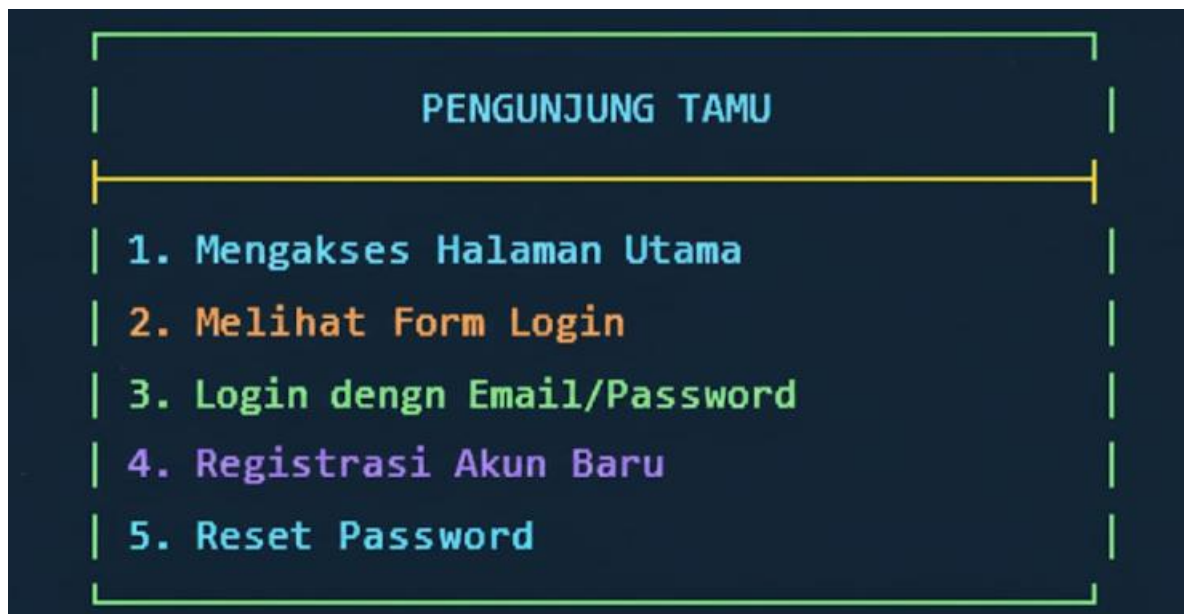 PENGUNJUNG TAMU
1. Mengakses Halaman Utama
2. Melihat Form Login
3. Login dengn Email/Password
4. Registrasi Akun Baru
5. Reset Password